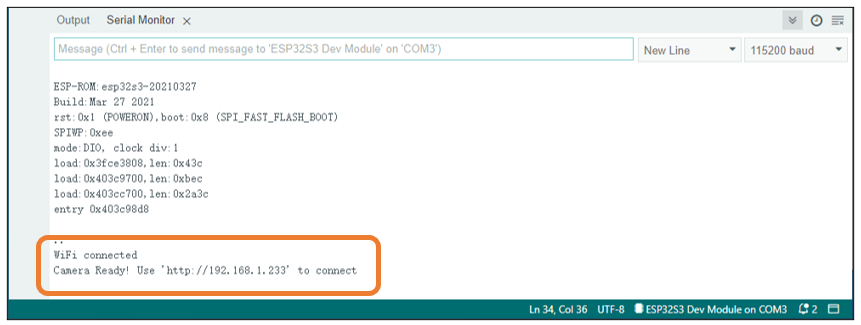 Output Serial Monitor
Message (Ctrl + Enter to send message to 'ESP32S3 Dev Module' on 'COM3')
New Line
115200 baud
ESP-ROM:esp32s3-20210327
Build:Mar 27 2021
rst:0x1 (POWERON),boot:0x8 (SPI_FAST_FLASH_BOOT)
SPIWP:0xee
mode:DIO, clock div:1
load:0x3fce3808,len:0x43c
load:0x403c9700,len:0xbec
load:0x403cc700,len:0x2a3c
entry 0x403c98d8
..
WiFi connected
Camera Ready! Use 'http://192.168.1.233' to connect
Ln 34, Col 36 UTF-8 ESP32S3 Dev Module on COM3 2